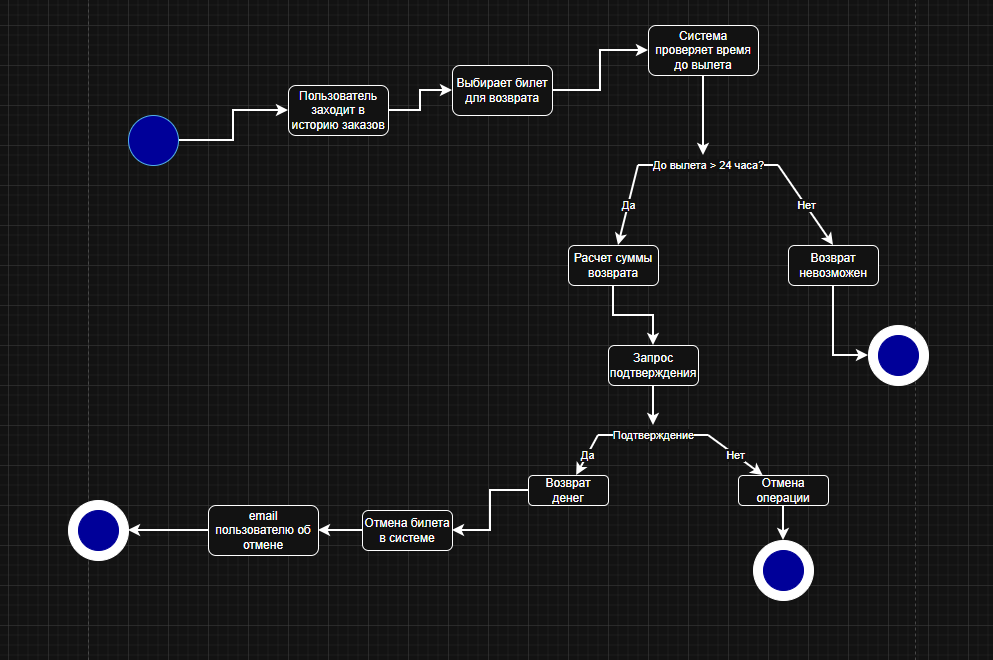 Система
проверяет время
до вылета
Выбирает билет
для возврата
Пользователь
заходит в
историю заказов
До вылета > 24 часа?
Да
Нет
Расчет суммы
возврата
Возврат
невозможен
Запрос
подтверждения
Подтверждение
Да
Нет
Возврат
денег
Отмена
операции
Отмена билета
в системе
email
пользователю об
отмене